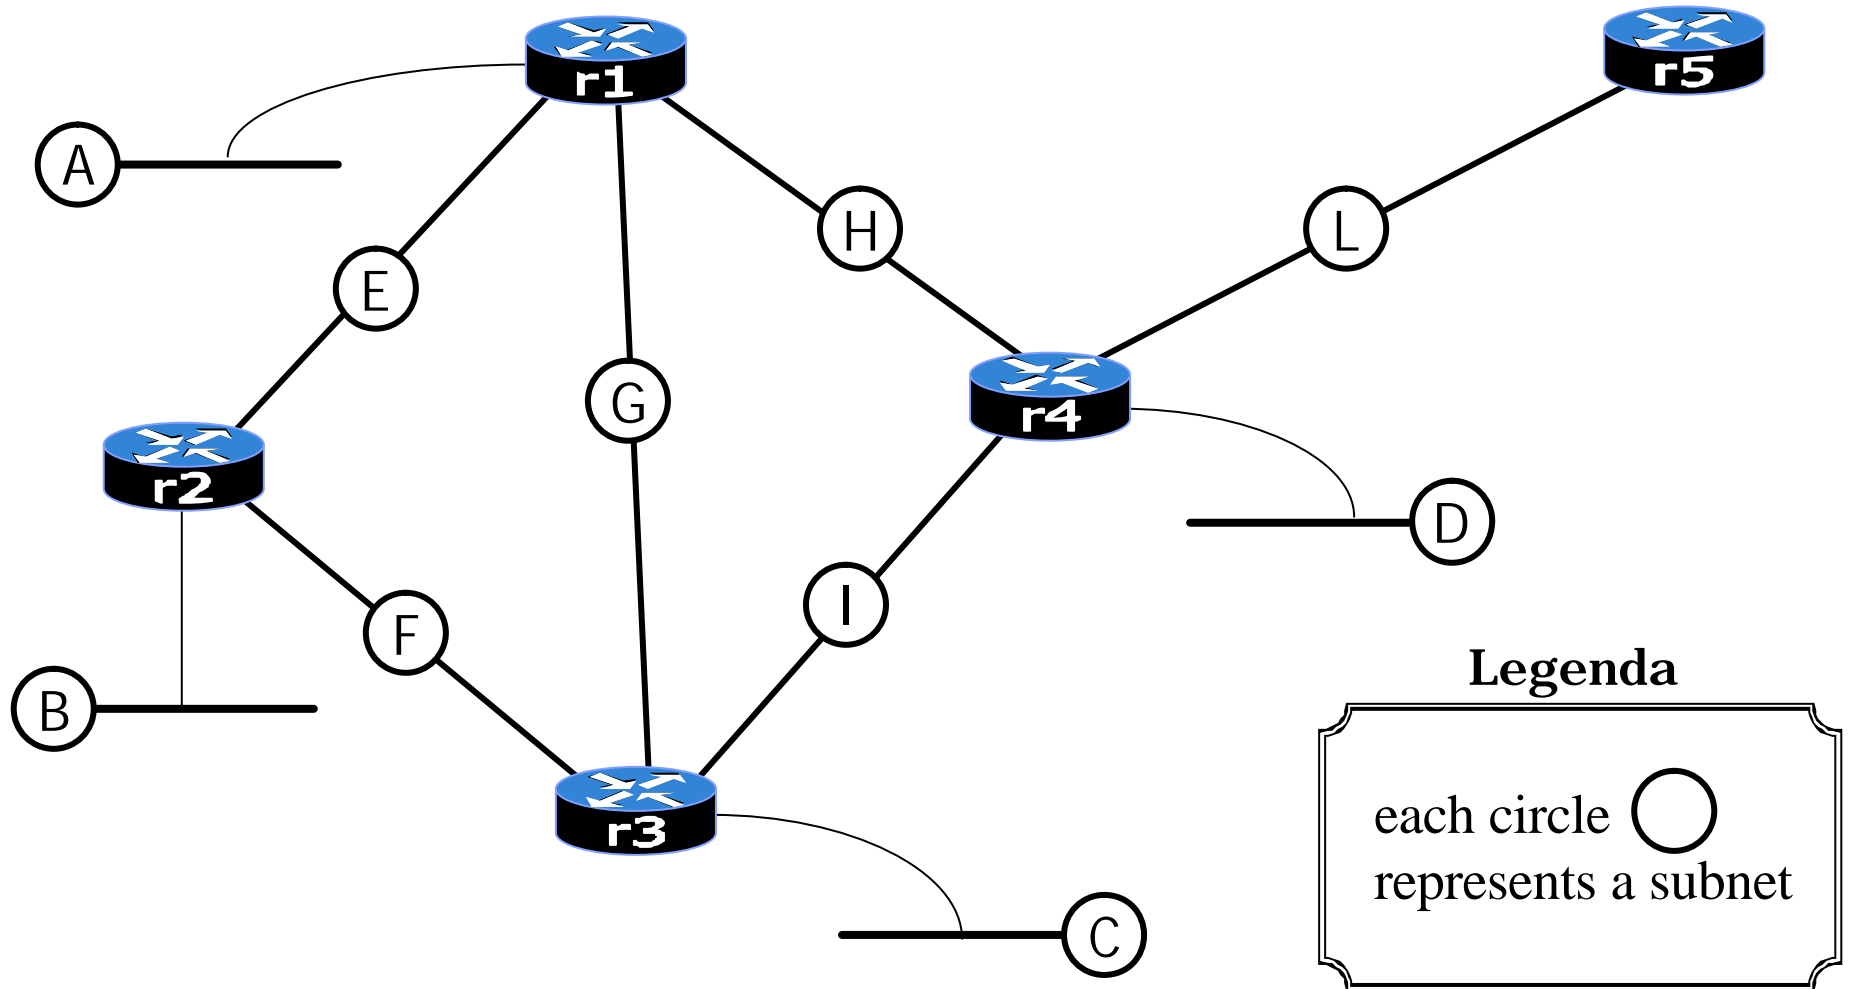 r1
r5
A
H
L
E
G
r4
r2
D
I
F
B
r3
C
Legenda
each circle
represents a subnet